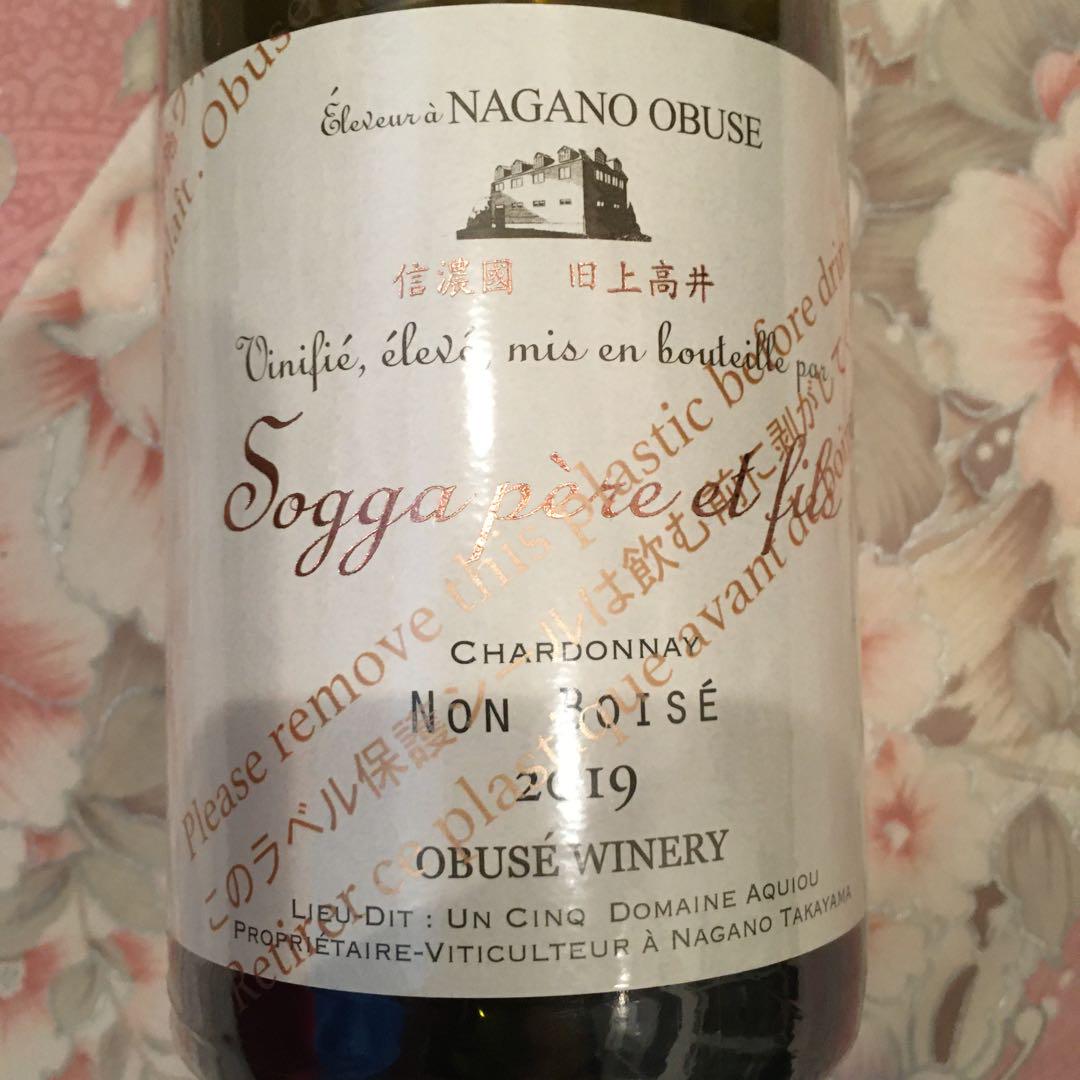 Éleveur à NAGANO OBUSE
信濃國 旧上高井
Vinifié, élevé, mis en bouteille par
Sogga père et fils
CHARDONNAY
NON BOISÉ
2019
OBUSÉ WINERY
LIEU-DIT : UN CINQ DOMAINE AQUIOU
PROPRIÉTAIRE-VITICULTEUR À NAGANO TAKAYAMA
Please remove this plastic before
このラベル保護シールは飲む前に剥がして
Retirer ce plastique avant de